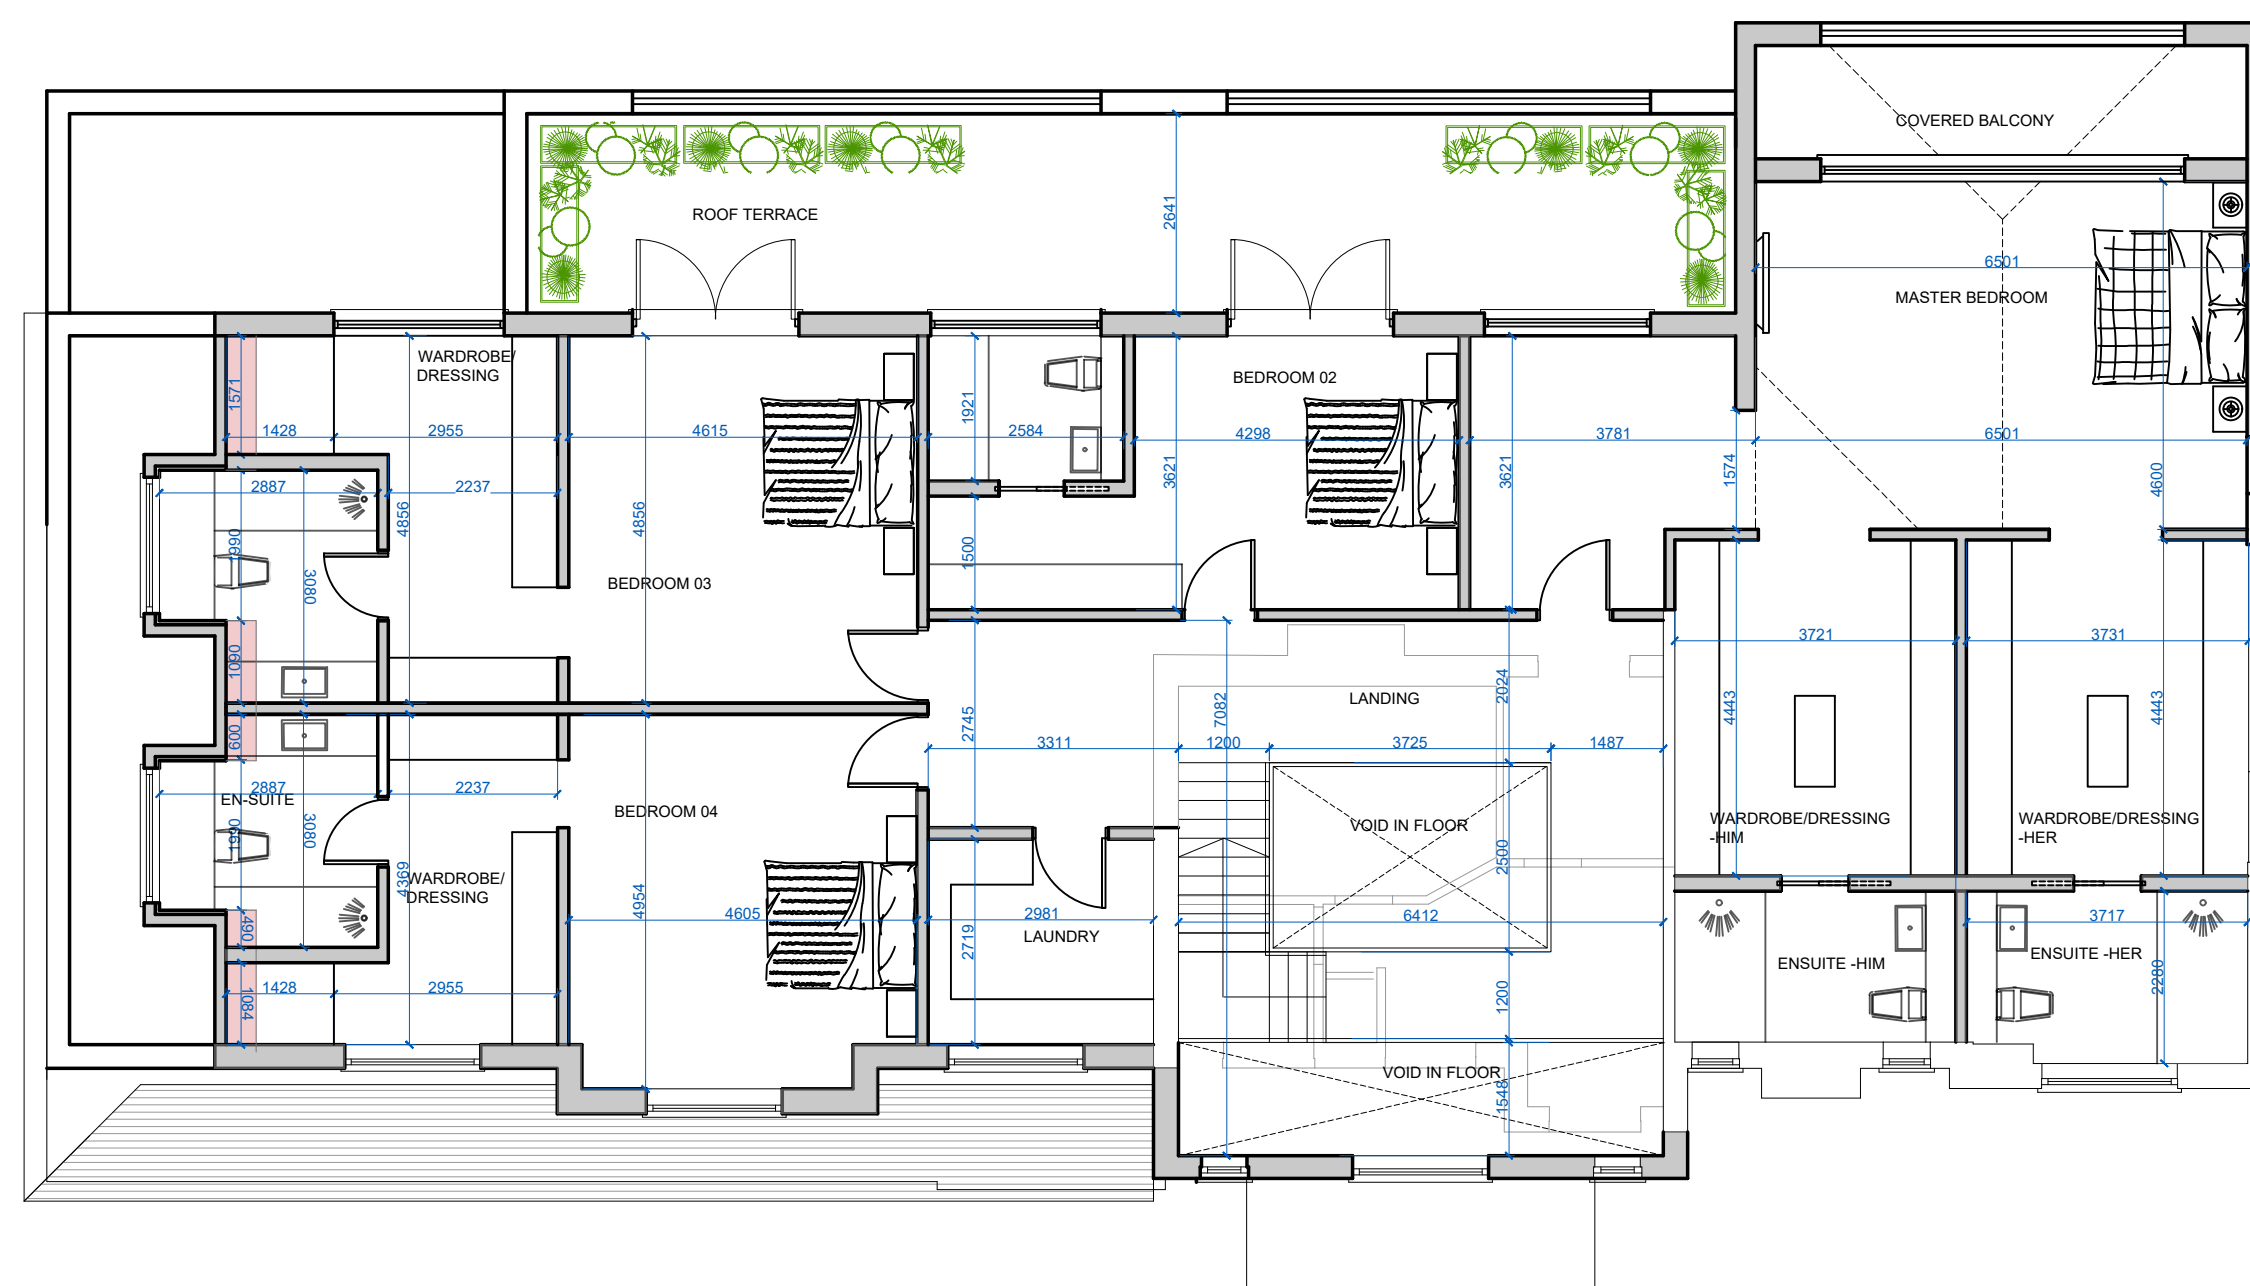 COVERED BALCONY
ROOF TERRACE
2641
6501
MASTER BEDROOM
WARDROBE/
DRESSING
BEDROOM 02
1571
1921
1428
2955
4615
2584
4298
3781
6501
3621
3621
1574
4600
2887
2237
4856
4856
1990
1500
3080
BEDROOM 03
1090
3721
3731
2024
LANDING
7082
4443
4443
600
2745
3311
1200
3725
1487
2887
2237
EN-SUITE
BEDROOM 04
1990
3080
VOID IN FLOOR
WARDROBE/DRESSING
-HIM
WARDROBE/DRESSING
-HER
2500
4369
WARDROBE/
DRESSING
4954
490
4605
2981
6412
3717
2719
LAUNDRY
ENSUITE -HIM
ENSUITE -HER
2280
1428
2955
1084
1200
VOID IN FLOOR
1548